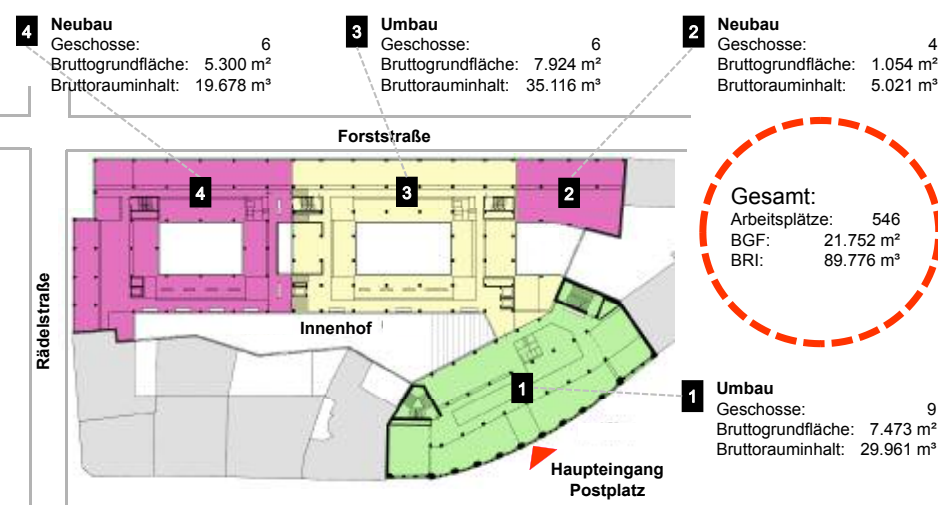 4 Neubau
Geschosse: 6
Bruttogrundfläche: 5.300 m²
Bruttorauminhalt: 19.678 m³
3 Umbau
Geschosse: 6
Bruttogrundfläche: 7.924 m²
Bruttorauminhalt: 35.116 m³
2 Neubau
Geschosse: 4
Bruttogrundfläche: 1.054 m²
Bruttorauminhalt: 5.021 m³
Forststraße
4
3
2
Gesamt:
Arbeitsplätze: 546
BGF: 21.752 m²
BRI: 89.776 m³
Rädelstraße
Innenhof
1
1 Umbau
Geschosse: 9
Bruttogrundfläche: 7.473 m²
Bruttorauminhalt: 29.961 m³
Haupteingang
Postplatz